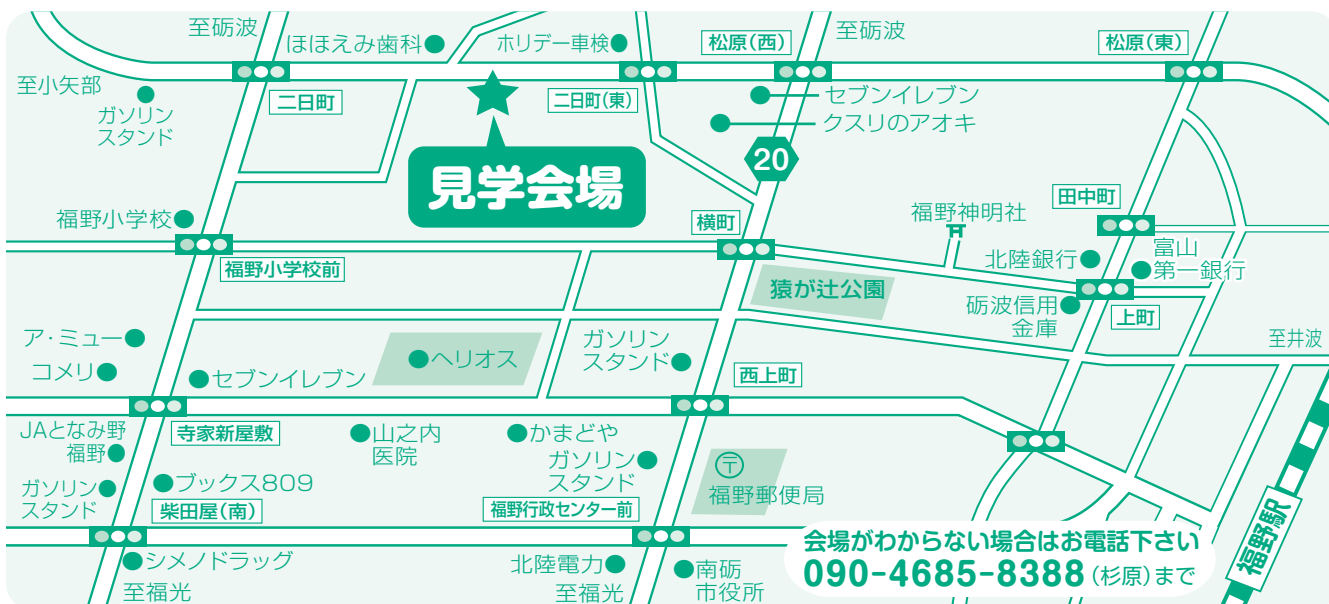 至砺波
ほほえみ歯科
ホリデー車検
松原(西)
至砺波
松原(東)
至小矢部
ガソリン
スタンド
二日町
二日町(東)
セブンイレブン
クスリのアオキ
20
見学会場
福野小学校
福野小学校前
横町
福野神明社
田中町
北陸銀行
富山
第一銀行
猿が辻公園
砺波信用
金庫
上町
至井波
ア・ミュー
コメリ
セブンイレブン
ヘリオス
ガソリン
スタンド
西上町
JAとなみ野
福野
寺家新屋敷
山之内
医院
かまどや
ガソリン
スタンド
〒
福野郵便局
ガソリン
スタンド
ブックス809
柴田屋(南)
福野行政センター前
シメノドラッグ
至福光
北陸電力
至福光
南砺
市役所
会場がわからない場合はお電話下さい
090-4685-8388(杉原)まで
福野駅